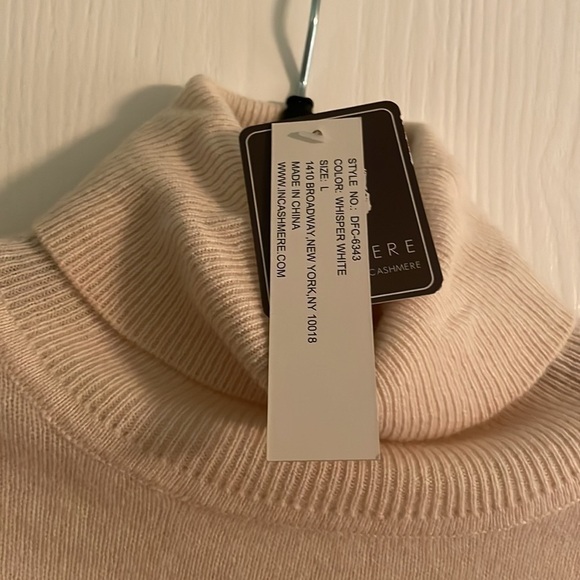 STYLE NO.: DFC-6343
COLOR: WHISPER WHITE
SIZE: L
1410 BROADWAY,NEW YORK,NY 10018
MADE IN CHINA
WWW.INCASHMERE.COM
ERE
CASHMERE